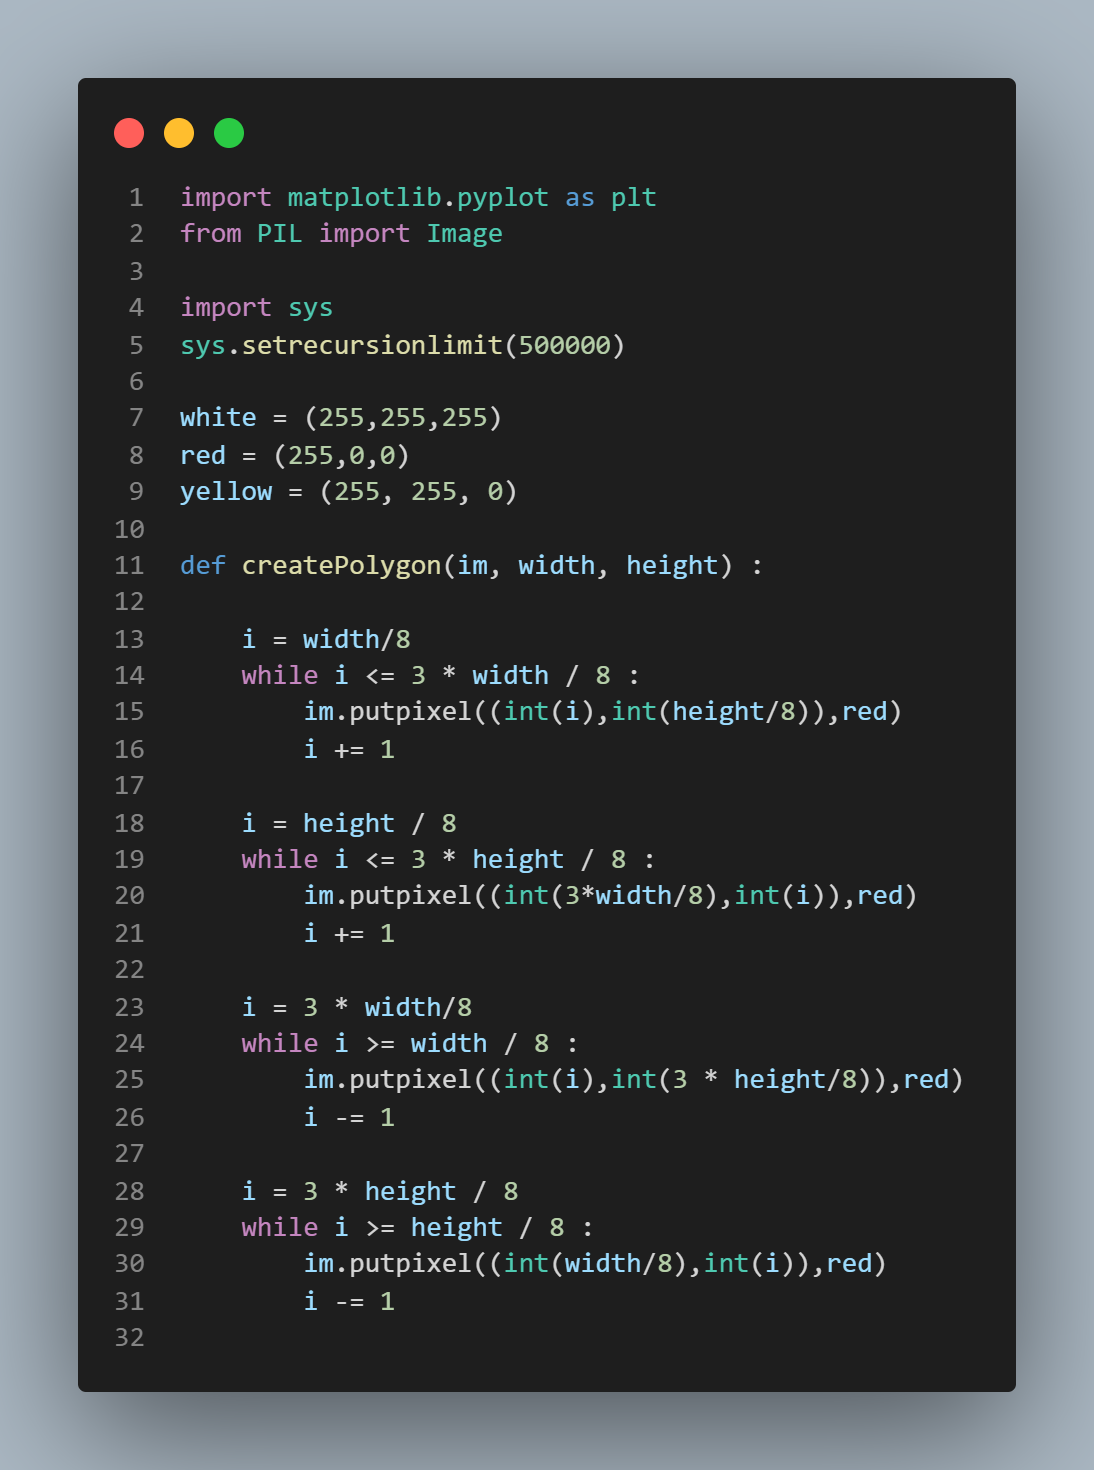 1 import matplotlib.pyplot as plt
2 from PIL import Image
3
4 import sys
5 sys.setrecursionlimit(500000)
6
7 white = (255,255,255)
8 red = (255,0,0)
9 yellow = (255, 255, 0)
10
11 def createPolygon(im, width, height) :
12
13     i = width/8
14     while i <= 3 * width / 8 :
15         im.putpixel((int(i),int(height/8)),red)
16         i += 1
17
18     i = height / 8
19     while i <= 3 * height / 8 :
20         im.putpixel((int(3*width/8),int(i)),red)
21         i += 1
22
23     i = 3 * width/8
24     while i >= width / 8 :
25         im.putpixel((int(i),int(3 * height/8)),red)
26         i -= 1
27
28     i = 3 * height / 8
29     while i >= height / 8 :
30         im.putpixel((int(width/8),int(i)),red)
31         i -= 1
32